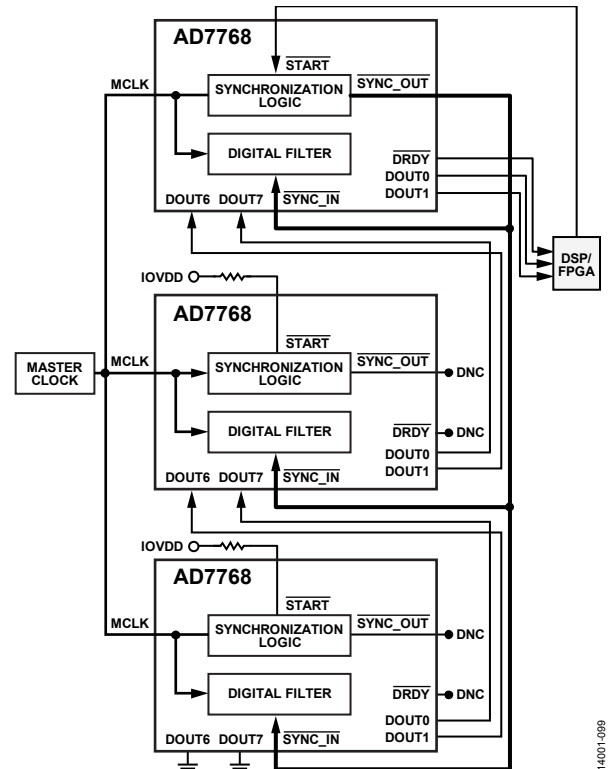 AD7768
START
MCLK
SYNCHRONIZATION
LOGIC
SYNC_OUT
DIGITAL FILTER
DRDY
DOUT0
DOUT1
DOUT6 DOUT7 SYNC_IN
DSP/
FPGA
IOVDD
AD7768
START
MASTER
CLOCK
MCLK
SYNCHRONIZATION
LOGIC
SYNC_OUT
DNC
DIGITAL FILTER
DRDY
DNC
DOUT0
DOUT1
DOUT6 DOUT7 SYNC_IN
IOVDD
AD7768
START
MCLK
SYNCHRONIZATION
LOGIC
SYNC_OUT
DNC
DIGITAL FILTER
DRDY
DNC
DOUT0
DOUT1
DOUT6 DOUT7 SYNC_IN
14001-099